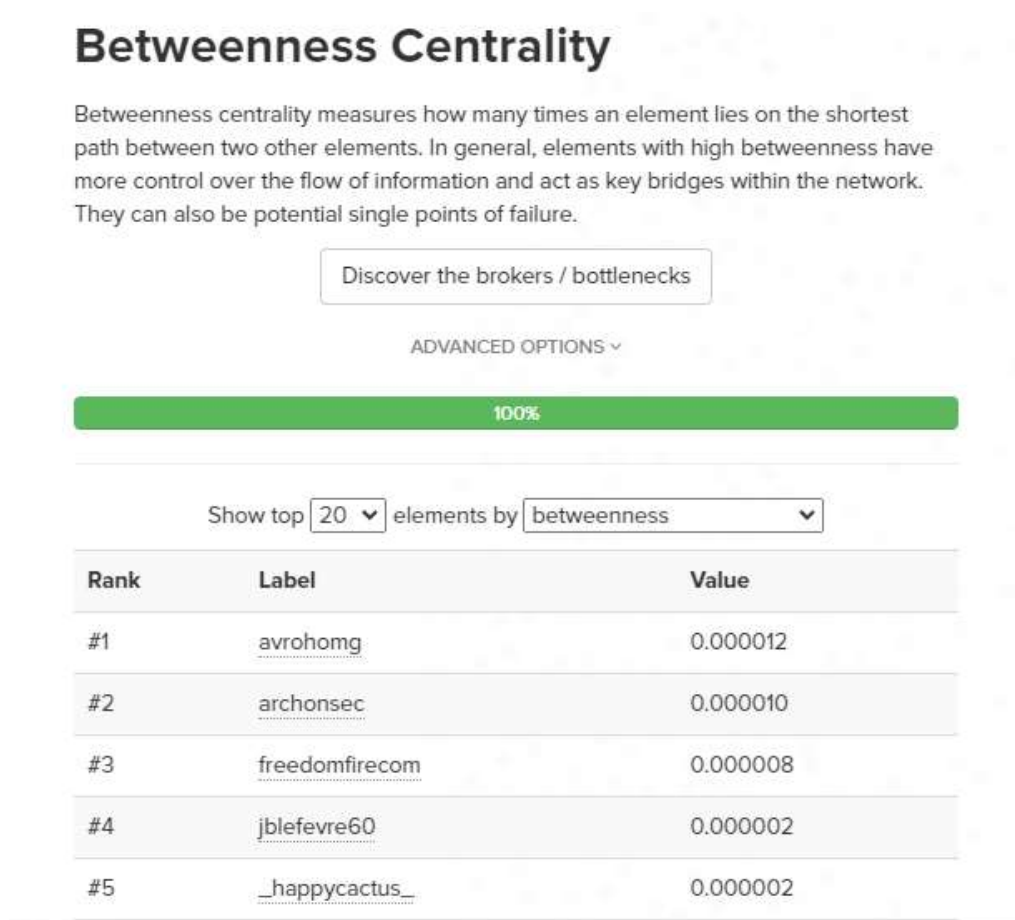 Betweenness Centrality
Betweenness centrality measures how many times an element lies on the shortest
path between two other elements. In general, elements with high betweenness have
more control over the flow of information and act as key bridges within the network.
They can also be potential single points of failure.
Discover the brokers / bottlenecks
ADVANCED OPTIONS
100%
Show top 20 elements by betweenness
Rank Label Value
#1 avrohomg 0.000012
#2 archonsec 0.000010
#3 freedomfirecom 0.000008
#4 jblefevre60 0.000002
#5 _happycactus_ 0.000002